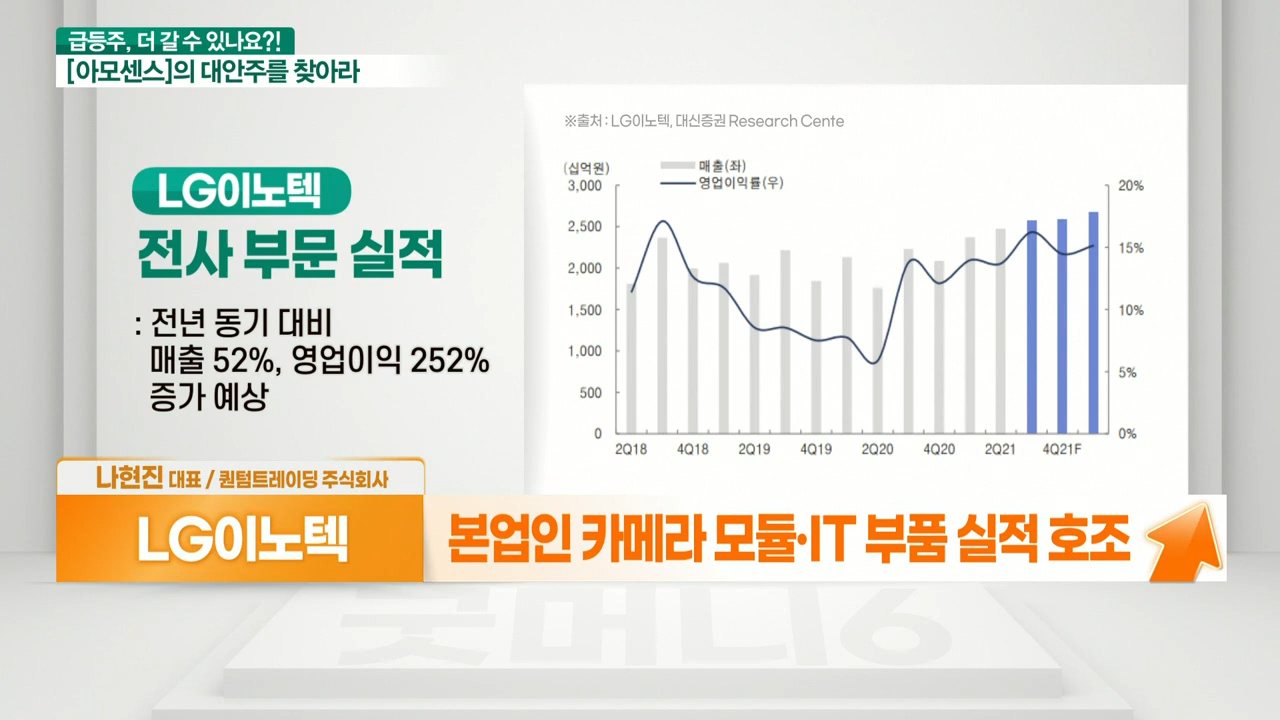 급등주, 더 갈 수 있나요?!
[아모센스]의 대안주를 찾아라
LG이노텍
전사 부문 실적
: 전년 동기 대비
매출 52%, 영업이익 252%
증가 예상
※출처 : LG이노텍, 대신증권 Research Cente
(십억원)
매출(좌)
영업이익률(우)
3,000
2,500
2,000
1,500
1,000
500
0
20%
15%
10%
5%
0%
2Q18 4Q18 2Q19 4Q19 2Q20 4Q20 2Q21 4Q21F
나현진 대표 / 퀀텀트레이딩 주식회사
LG이노텍
본업인 카메라 모듈·IT 부품 실적 호조
굿머니6